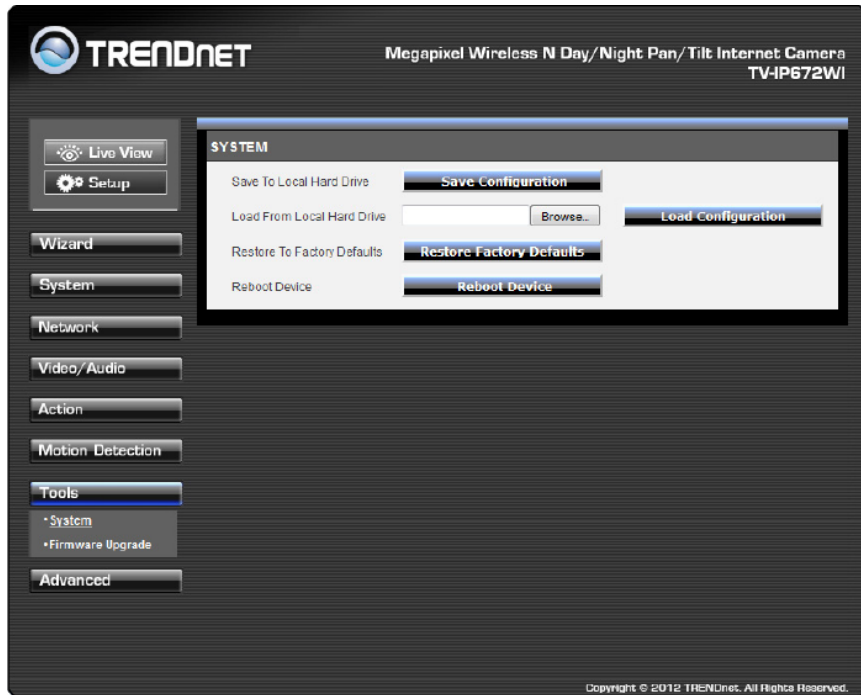 TRENDNET
Megapixel Wireless N Day/Night Pan/Tilt Internet Camera
TV-IP672WI
Live View
Setup
Wizard
System
Network
Video/Audio
Action
Motion Detection
Tools
•System
•Firmware Upgrade
Advanced
SYSTEM
Save To Local Hard Drive Save Configuration
Load From Local Hard Drive Browse... Load Configuration
Restore To Factory Defaults Restore Factory Defaults
Reboot Device Reboot Device
Copyright © 2012 TRENDnet. All Rights Reserved.